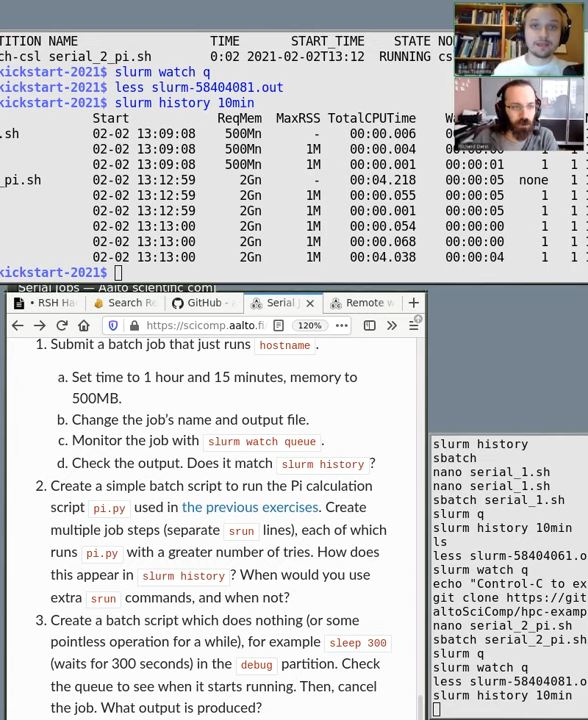 TITION NAME TIME START_TIME STATE NO
ch-csl serial_2_pi.sh 0:02 2021-02-02T13:12 RUNNING cs
kickstart-2021$ slurm watch q
kickstart-2021$ less slurm-58404081.out
kickstart-2021$ slurm history 10min
Start ReqMem MaxRSS TotalCPUTime Wa
.sh 02-02 13:09:08 500Mn - 00:00.006
02-02 13:09:08 500Mn 1M 00:00.004 1 1
02-02 13:09:08 500Mn 1M 00:00.001 00:00:01 1 1
_pi.sh 02-02 13:12:59 2Gn - 00:04.218 00:00:05 none 1 1
02-02 13:12:59 2Gn 1M 00:00.055 00:00:05 1 1
02-02 13:12:59 2Gn 1M 00:00.001 00:00:05 1 1
02-02 13:13:00 2Gn 1M 00:00.054 00:00:00 1 1
02-02 13:13:00 2Gn 1M 00:00.068 00:00:00 1 1
02-02 13:13:00 2Gn 1M 00:04.038 00:00:04 1 1
kickstart-2021$
Serial Jobs — Aalto scientific com
• RSH Ha Search Re GitHub - Serial J × Remote w +
https://scicomp.aalto.fi 120% ...
1. Submit a batch job that just runs hostname .
a. Set time to 1 hour and 15 minutes, memory to
500MB.
b. Change the job's name and output file.
c. Monitor the job with slurm watch queue .
d. Check the output. Does it match slurm history ?
2. Create a simple batch script to run the Pi calculation
script pi.py used in the previous exercises. Create
multiple job steps (separate srun lines), each of which
runs pi.py with a greater number of tries. How does
this appear in slurm history ? When would you use
extra srun commands, and when not?
3. Create a batch script which does nothing (or some
pointless operation for a while), for example sleep 300
(waits for 300 seconds) in the debug partition. Check
the queue to see when it starts running. Then, cancel
the job. What output is produced?
slurm history
sbatch
nano serial_1.sh
nano serial_1.sh
sbatch serial_1.sh
slurm q
slurm history 10min
ls
less slurm-58404061.o
slurm watch q
echo "Control-C to ex
git clone https://git
altoSciComp/hpc-examp
nano serial_2_pi.sh
sbatch serial_2_pi.sh
slurm q
slurm watch q
less slurm-58404081.o
slurm history 10min